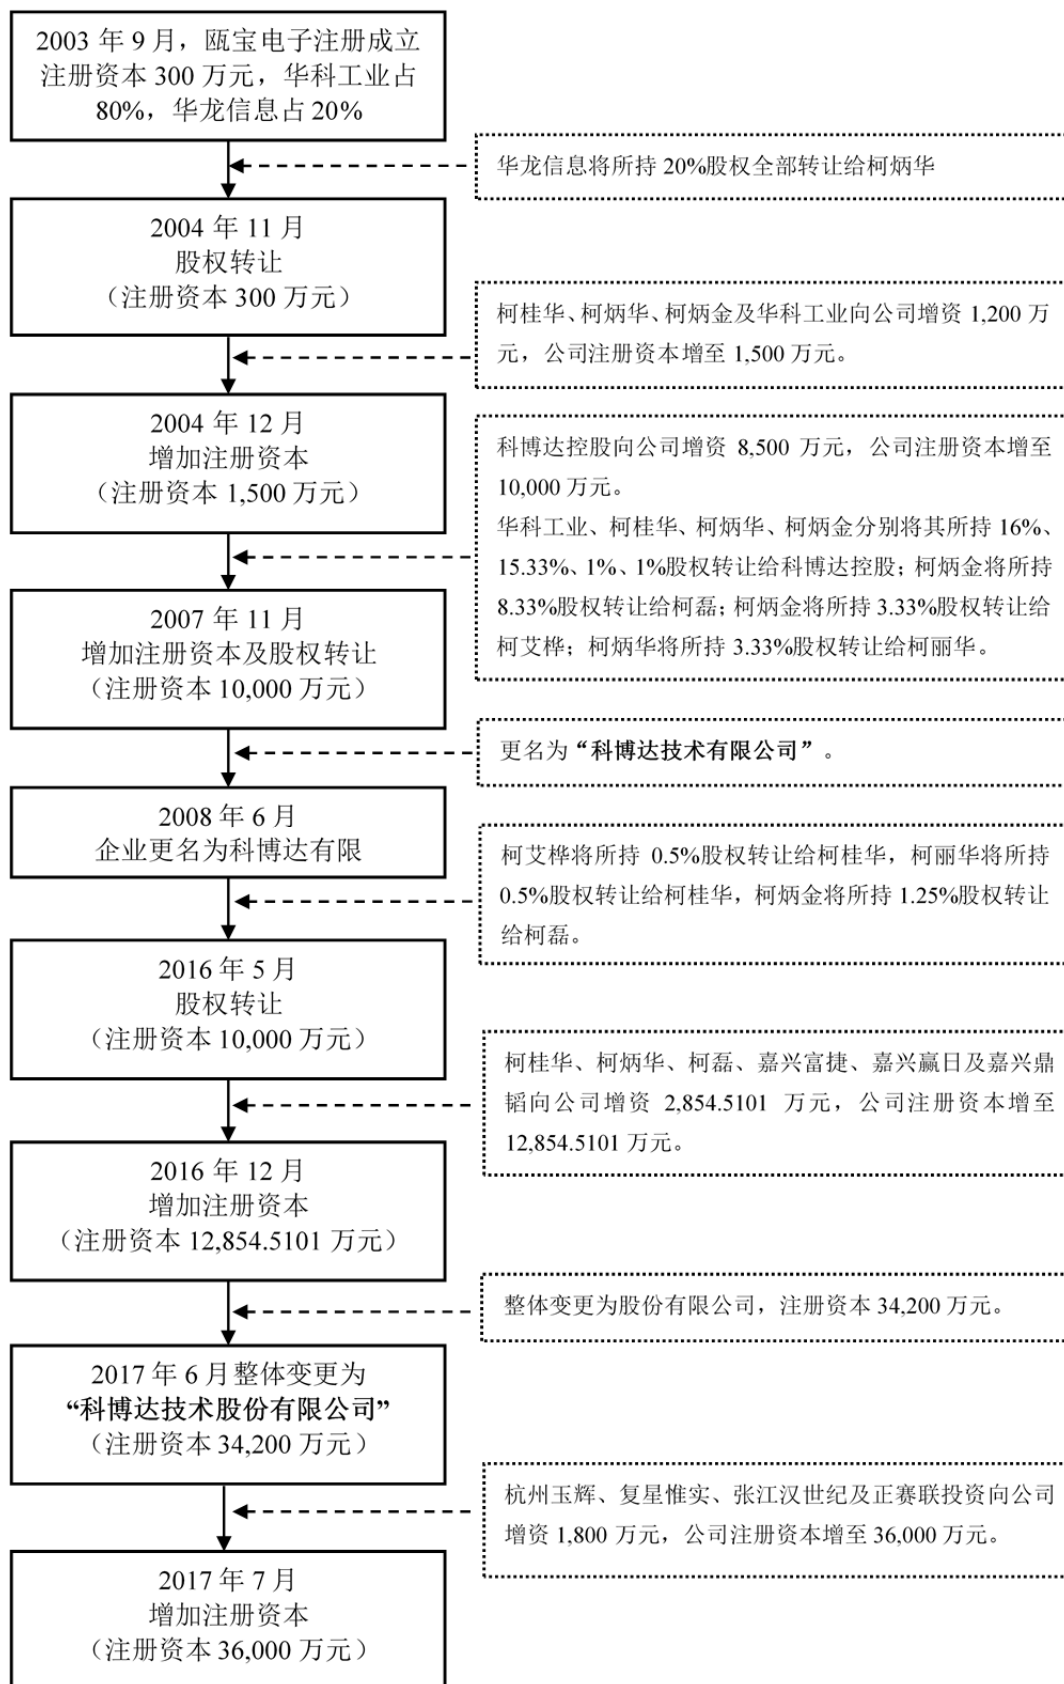 2003 年 9 月，瓯宝电子注册成立
注册资本 300 万元，华科工业占
80%，华龙信息占 20%
华龙信息将所持 20%股权全部转让给柯炳华
2004 年 11 月
股权转让
（注册资本 300 万元）
柯桂华、柯炳华、柯炳金及华科工业向公司增资 1,200 万
元，公司注册资本增至 1,500 万元。
2004 年 12 月
增加注册资本
（注册资本 1,500 万元）
科博达控股向公司增资 8,500 万元，公司注册资本增至
10,000 万元。
华科工业、柯桂华、柯炳华、柯炳金分别将其所持 16%、
15.33%、1%、1%股权转让给科博达控股；柯炳金将所持
8.33%股权转让给柯磊；柯炳金将所持 3.33%股权转让给
柯艾桦；柯炳华将所持 3.33%股权转让给柯丽华。
2007 年 11 月
增加注册资本及股权转让
（注册资本 10,000 万元）
更名为“科博达技术有限公司”。
2008 年 6 月
企业更名为科博达有限
柯艾桦将所持 0.5%股权转让给柯桂华，柯丽华将所持
0.5%股权转让给柯桂华，柯炳金将所持 1.25%股权转让
给柯磊。
2016 年 5 月
股权转让
（注册资本 10,000 万元）
柯桂华、柯炳华、柯磊、嘉兴富捷、嘉兴赢日及嘉兴鼎
韬向公司增资 2,854.5101 万元，公司注册资本增至
12,854.5101 万元。
2016 年 12 月
增加注册资本
（注册资本 12,854.5101 万元）
整体变更为股份有限公司，注册资本 34,200 万元。
2017 年 6 月整体变更为
“科博达技术股份有限公司”
（注册资本 34,200 万元）
杭州玉辉、复星惟实、张江汉世纪及正赛联投资向公司
增资 1,800 万元，公司注册资本增至 36,000 万元。
2017 年 7 月
增加注册资本
（注册资本 36,000 万元）